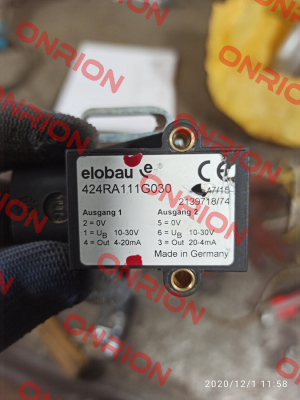 elobau e
424RA111G030
CE
47/15
2139718/74
Ausgang 1
Ausgang 2
2 = 0V
5 = 0V
1 = UB 10-30V
6 = UB 10-30V
4 = Out 4-20mA
3 = Out 20-4mA
Made in Germany
2020/12/1 11:58
ONRION
ONRION
ONRION
ONRION
ONRION
ONRION